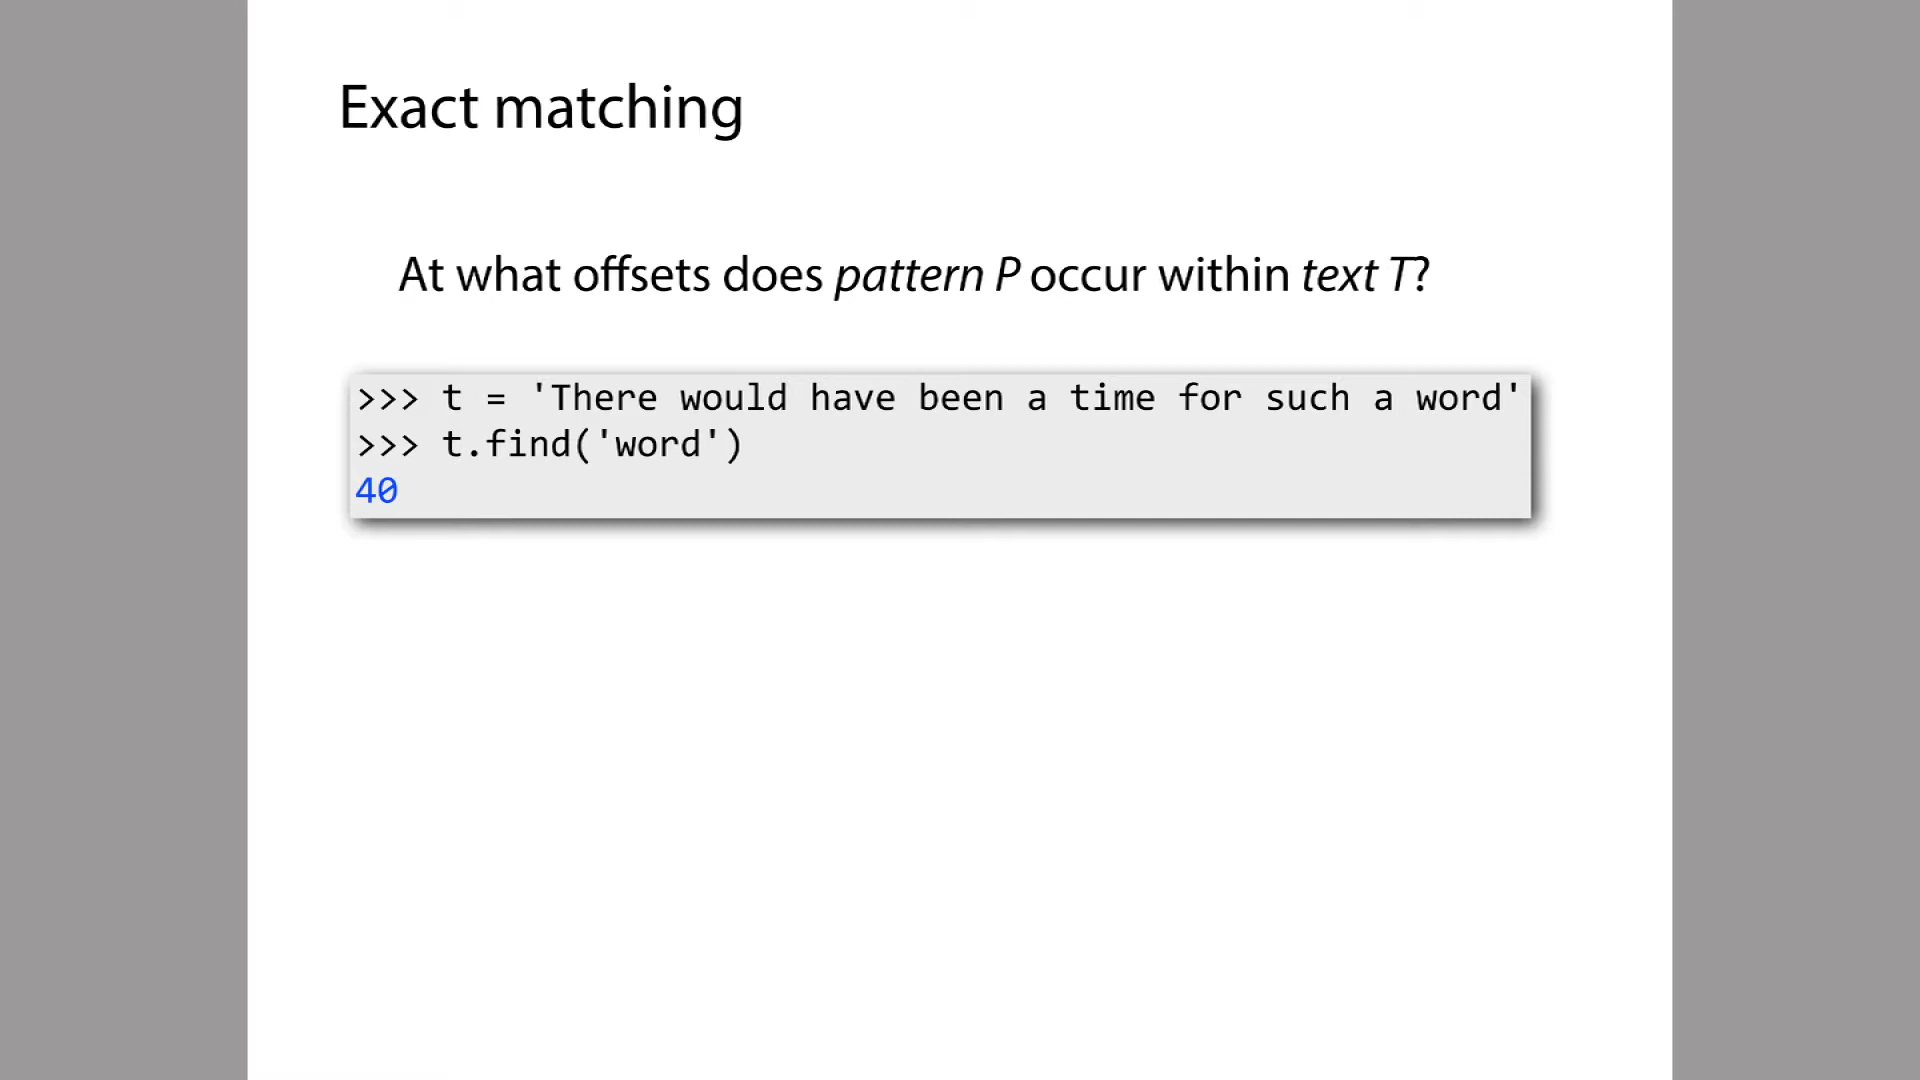 Exact matching
At what offsets does pattern P occur within text T?
>>> t = 'There would have been a time for such a word'
>>> t.find('word')
40